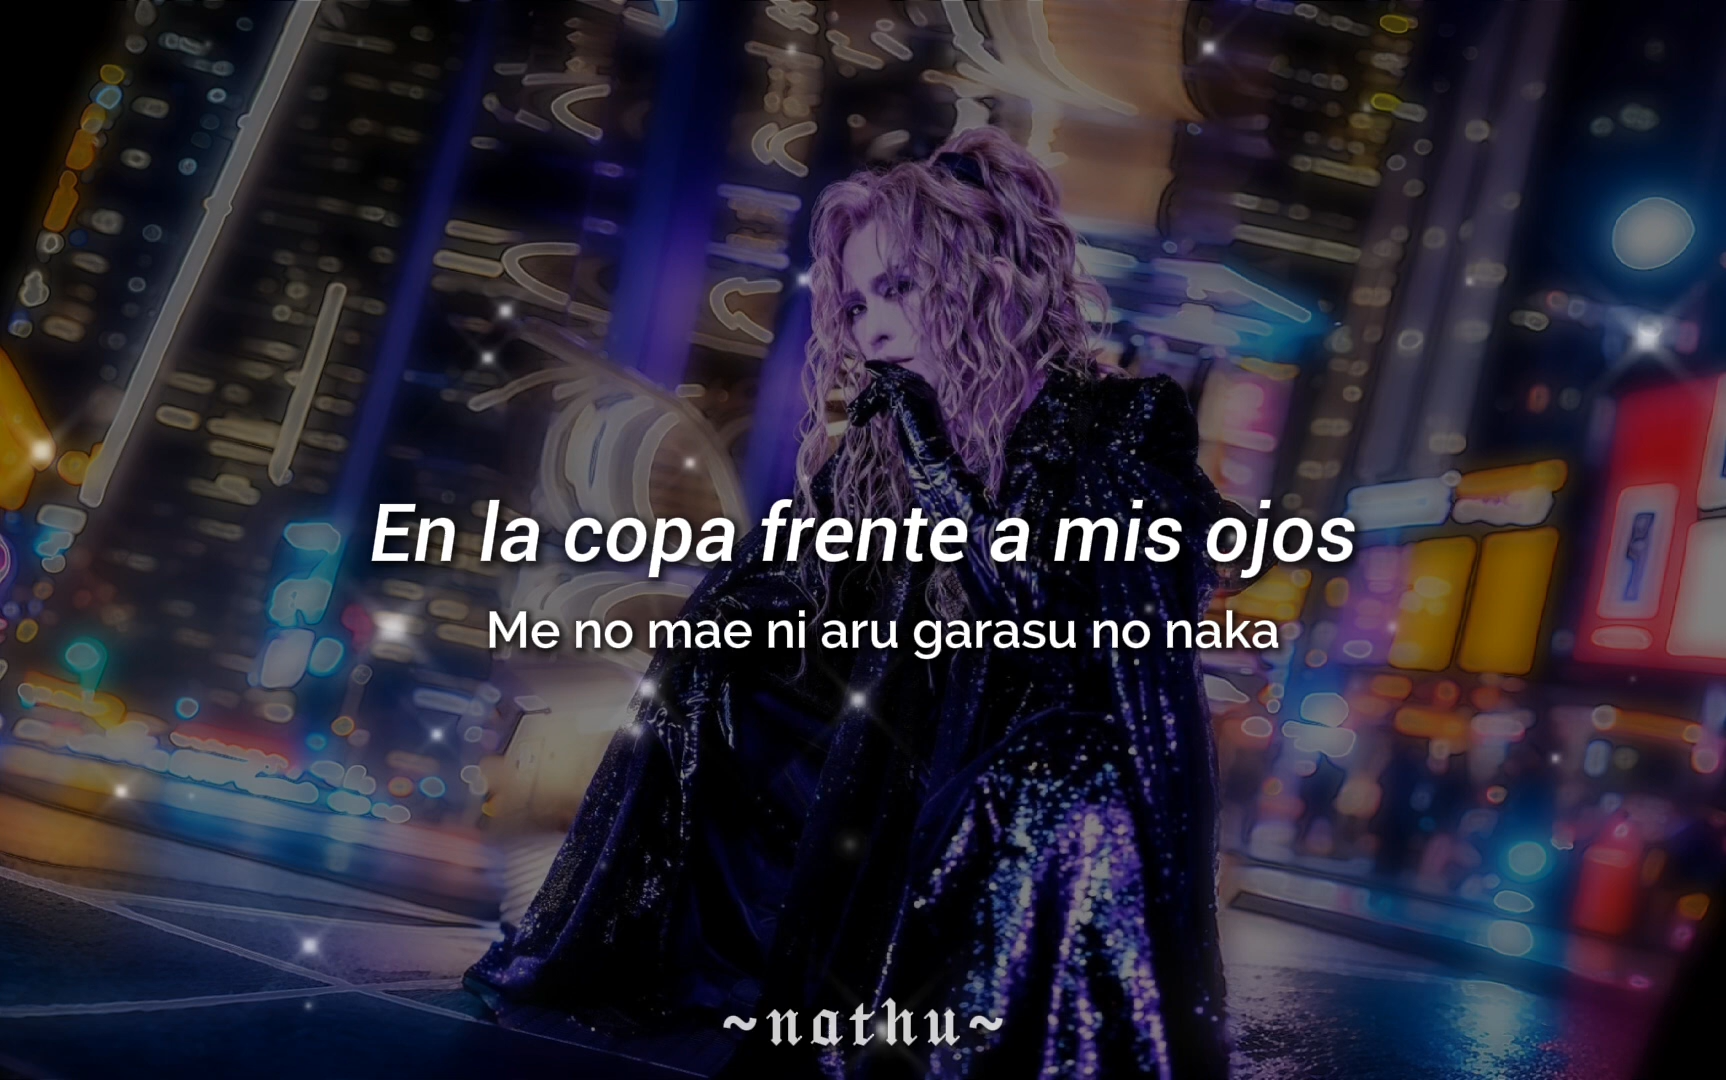 En la copa frente a mis ojos
Me no mae ni aru garasu no naka
~nathu~